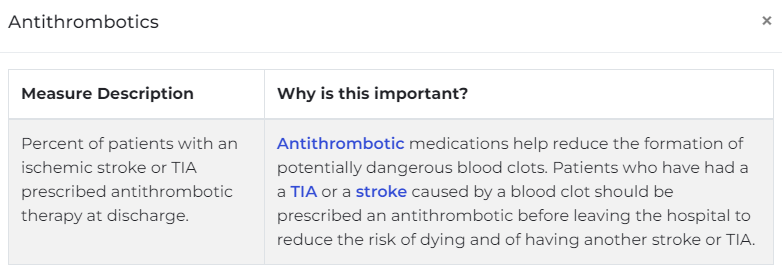 Antithrombotics
×
Measure Description
Why is this important?
Percent of patients with an
ischemic stroke or TIA
prescribed antithrombotic
therapy at discharge.
Antithrombotic medications help reduce the formation of
potentially dangerous blood clots. Patients who have had a
a TIA or a stroke caused by a blood clot should be
prescribed an antithrombotic before leaving the hospital to
reduce the risk of dying and of having another stroke or TIA.